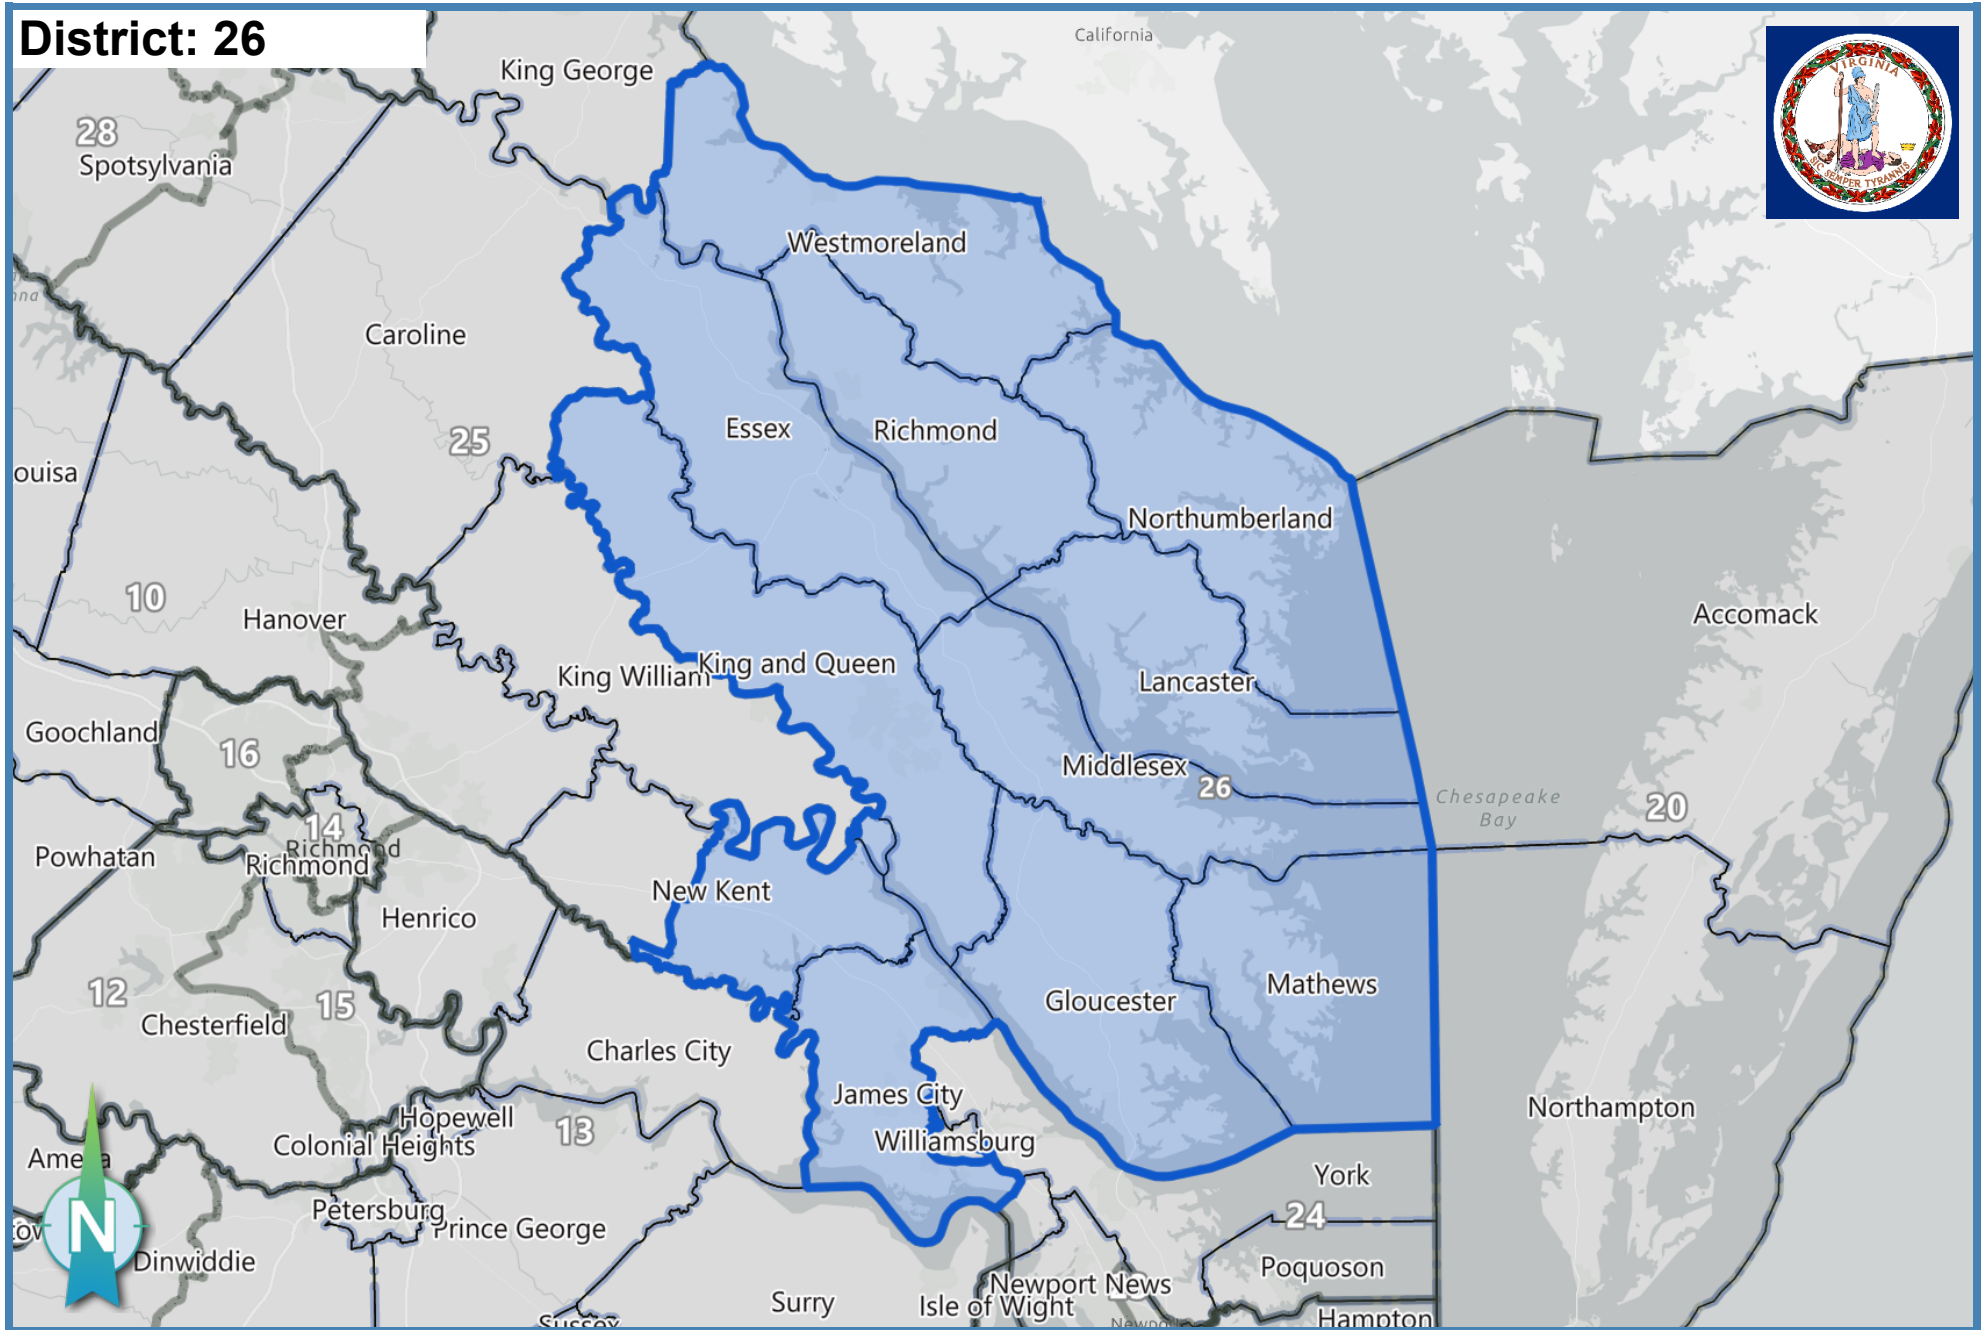 District: 26
California
King George
VIRGINIA
SIC SEMPER TYRANNIS
28
Spotsylvania
Westmoreland
Caroline
Essex
Richmond
25
ouisa
Northumberland
10
Hanover
Accomack
King and Queen
King William
Lancaster
Goochland
16
Middlesex
26
Chesapeake
Bay
20
14
Richmond
Powhatan
Richmond
New Kent
Henrico
12
15
Mathews
Gloucester
Chesterfield
Charles City
James City
Northampton
Hopewell
13
Colonial Heights
Williamsburg
Ame a
York
Petersburg
Prince George
24
N
Dinwiddie
Poquoson
Newport News
Surry
Isle of Wight
Hampton
Sussex